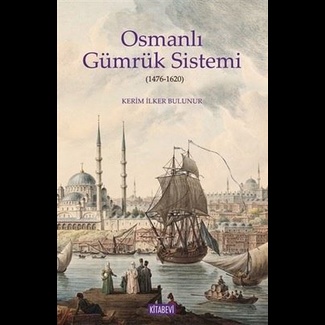 Osmanlı
Gümrük Sistemi
(1476-1620)
KERİM İLKER BULUNUR
KİTABEVİ